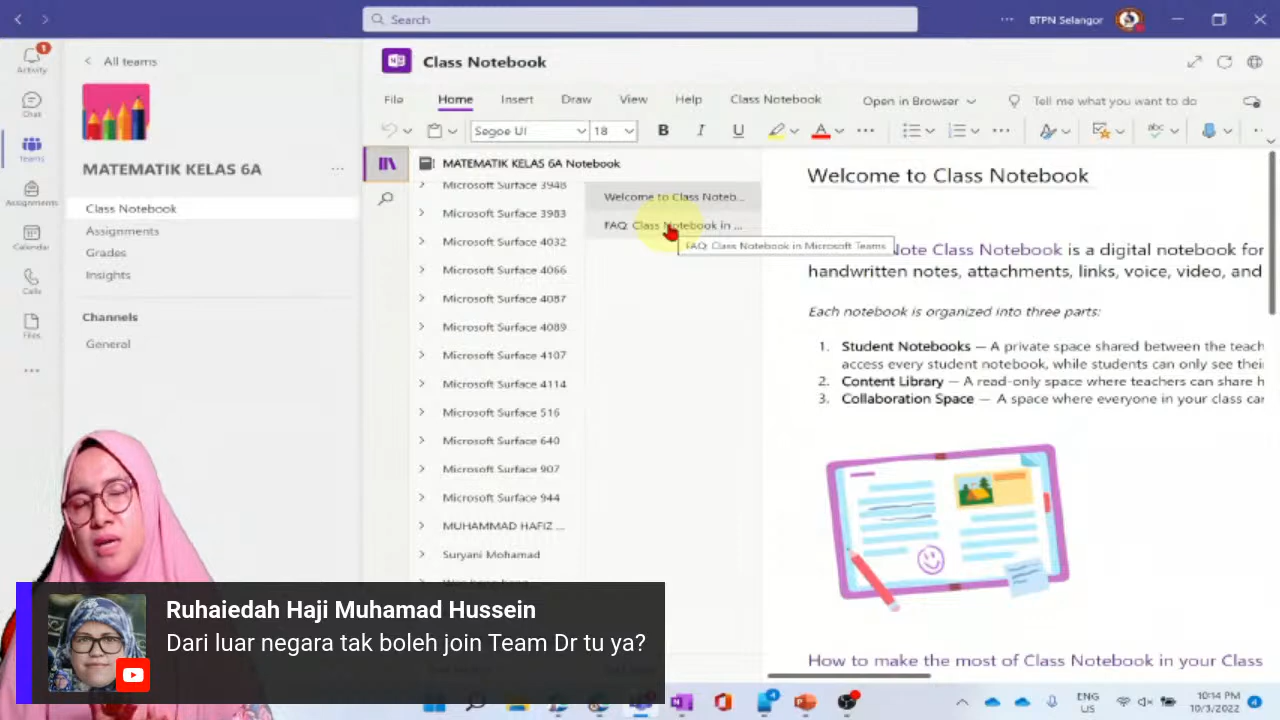 Search
BTPN Selangor
Activity
Chat
Teams
Assignments
Calendar
Calls
Files
All teams
MATEMATIK KELAS 6A
Class Notebook
Assignments
Grades
Insights
Channels
General
Class Notebook
File Home Insert Draw View Help Class Notebook Open in Browser Tell me what you want to do
Segoe UI 18 B I U A
MATEMATIK KELAS 6A Notebook
Microsoft Surface 3948
Microsoft Surface 3983
Microsoft Surface 4032
Microsoft Surface 4066
Microsoft Surface 4087
Microsoft Surface 4089
Microsoft Surface 4107
Microsoft Surface 4114
Microsoft Surface 516
Microsoft Surface 640
Microsoft Surface 907
Microsoft Surface 944
MUHAMMAD HAFIZ ...
Suryani Mohamad
Welcome to Class Noteb...
FAQ: Class Notebook in ...
FAQ: Class Notebook in Microsoft Teams
Welcome to Class Notebook
Note Class Notebook is a digital notebook for
handwritten notes, attachments, links, voice, video, and
Each notebook is organized into three parts:
1. Student Notebooks — A private space shared between the teach
access every student notebook, while students can only see thei
2. Content Library — A read-only space where teachers can share h
3. Collaboration Space — A space where everyone in your class ca
How to make the most of Class Notebook in your Class
Ruhaiedah Haji Muhamad Hussein
Dari luar negara tak boleh join Team Dr tu ya?
ENG
US
10:14 PM
10/3/2022